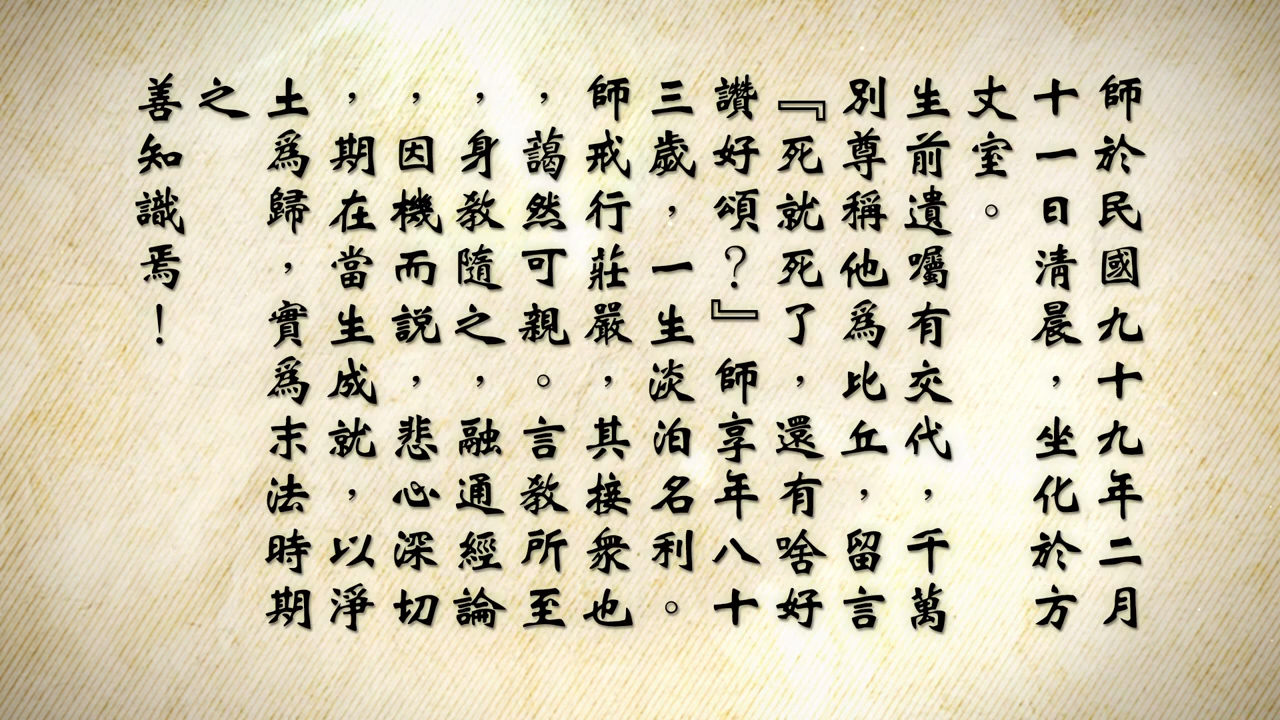 師於民國九十九年二月
十一日清晨，坐化於方
丈室。
生前遺囑有交代，千萬
別尊稱他爲比丘，留言
『死就死了，還有啥好
讚好頌？』師享年八十
三歲，一生淡泊名利。
師戒行莊嚴，其接衆也
，藹然可親。言教所至
，身教隨之，融通經論
，因機而説，悲心深切
，期在當生成就，以淨
土爲歸，實爲末法時期
之
善知識焉！